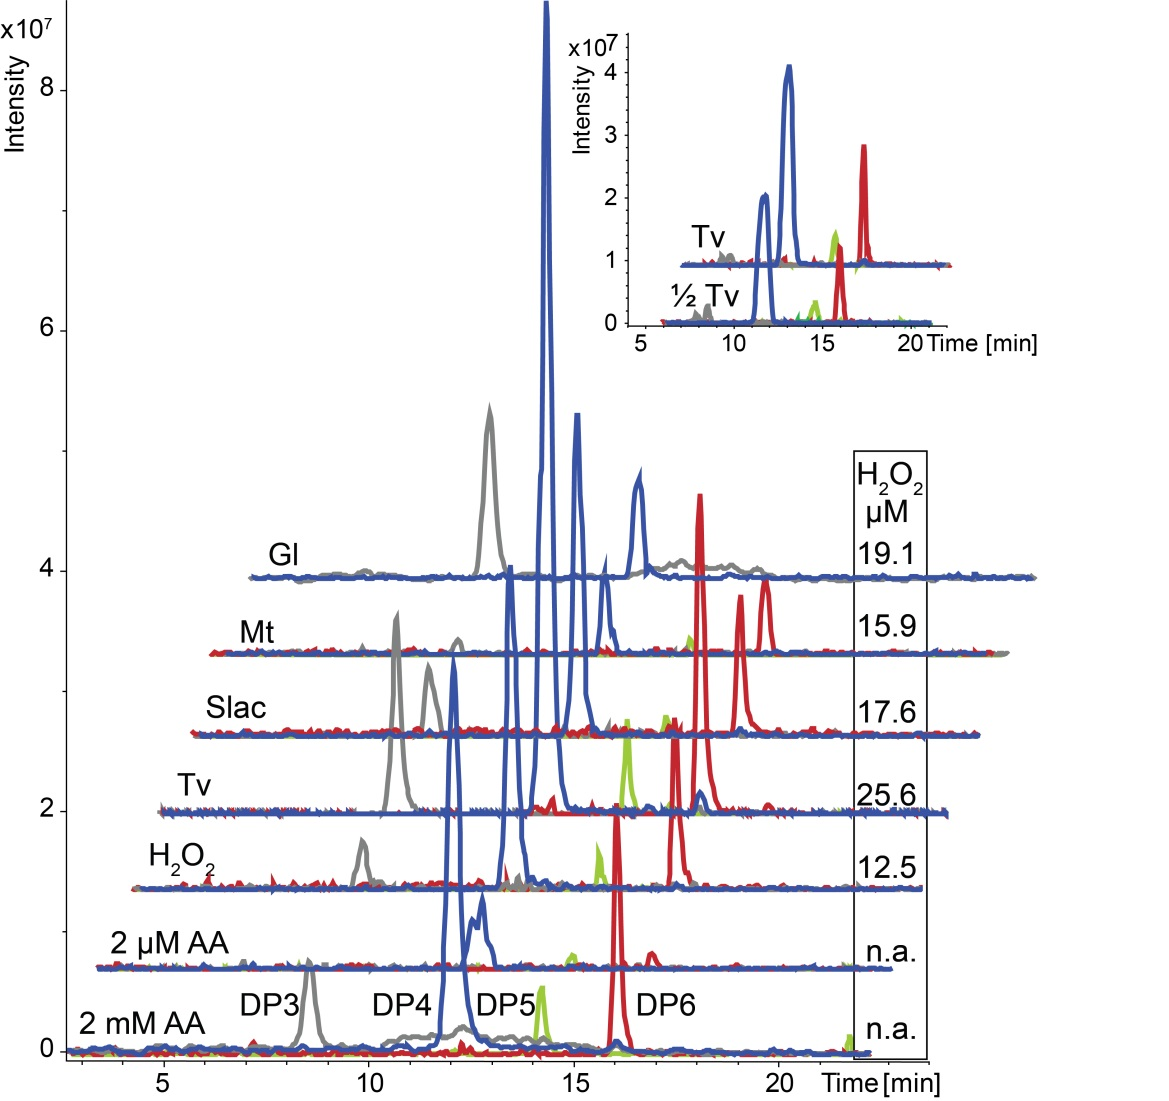 x10⁷
Intensity
8
6
4
2
0
x10⁷
Intensity
4
3
2
1
0
Tv
½ Tv
5 10 15 20 Time [min]
H₂O₂
µM
Gl 19.1
Mt 15.9
Slac 17.6
Tv 25.6
H₂O₂ 12.5
2 µM AA n.a.
DP3 DP4 DP5 DP6
2 mM AA n.a.
5 10 15 20 Time [min]